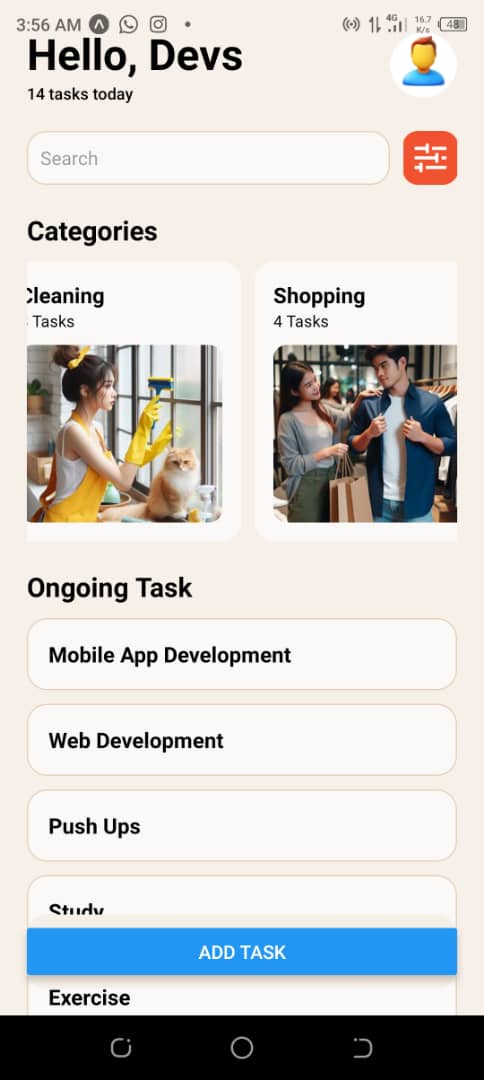 3:56 AM 4G 16.7 K/s 48
Hello, Devs
14 tasks today
Search
Categories
Cleaning
Tasks
Shopping
4 Tasks
Ongoing Task
Mobile App Development
Web Development
Push Ups
Study
ADD TASK
Exercise